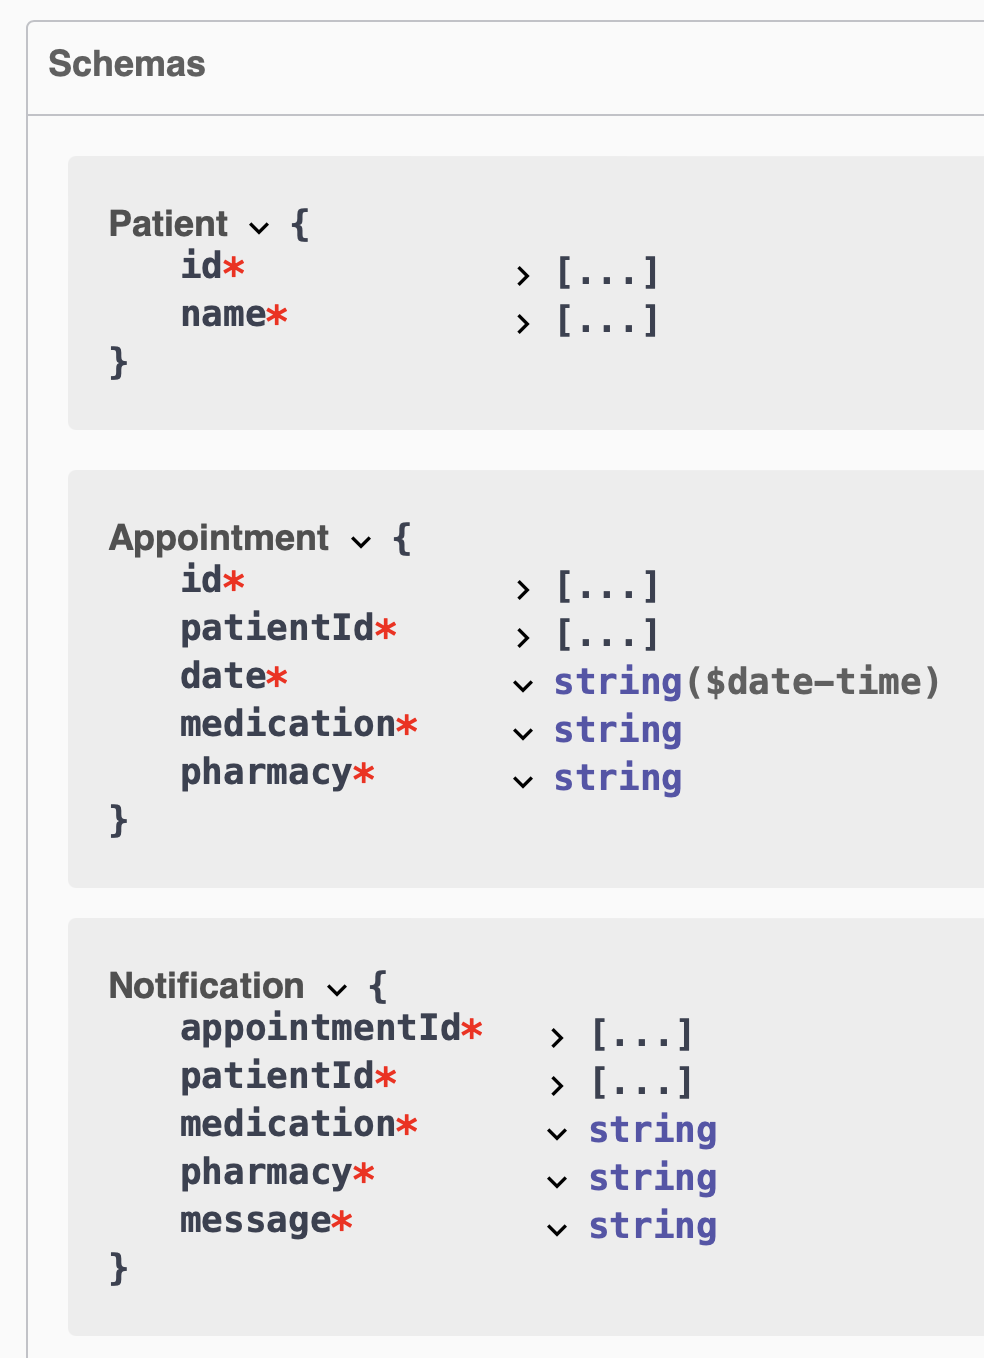 Schemas
Patient {
id* [...]
name* [...]
}
Appointment {
id* [...]
patientId* [...]
date* string($date-time)
medication* string
pharmacy* string
}
Notification {
appointmentId* [...]
patientId* [...]
medication* string
pharmacy* string
message* string
}